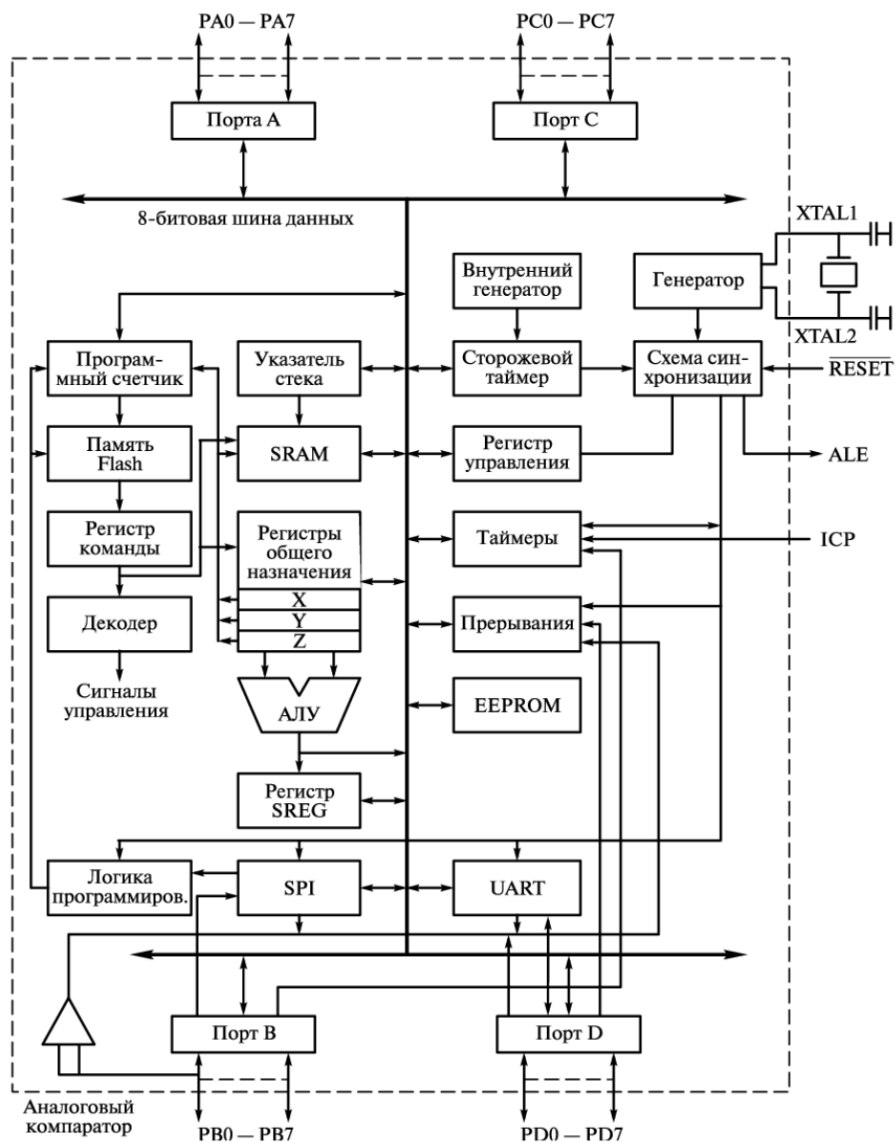 PA0 — PA7
PC0 — PC7
Порта A
Порт C
8-битовая шина данных
XTAL1
Внутренний
генератор
Генератор
XTAL2
Програм-
мный счетчик
Указатель
стека
Сторожевой
таймер
Схема син-
хронизации
RESET
Память
Flash
SRAM
Регистр
управления
ALE
Регистр
команды
Регистры
общего
назначения
Таймеры
ICP
X
Y
Z
Декодер
Прерывания
Сигналы
управления
АЛУ
EEPROM
Регистр
SREG
Логика
программиров.
SPI
UART
Порт B
Порт D
Аналоговый
компаратор
PB0 — PB7
PD0 — PD7